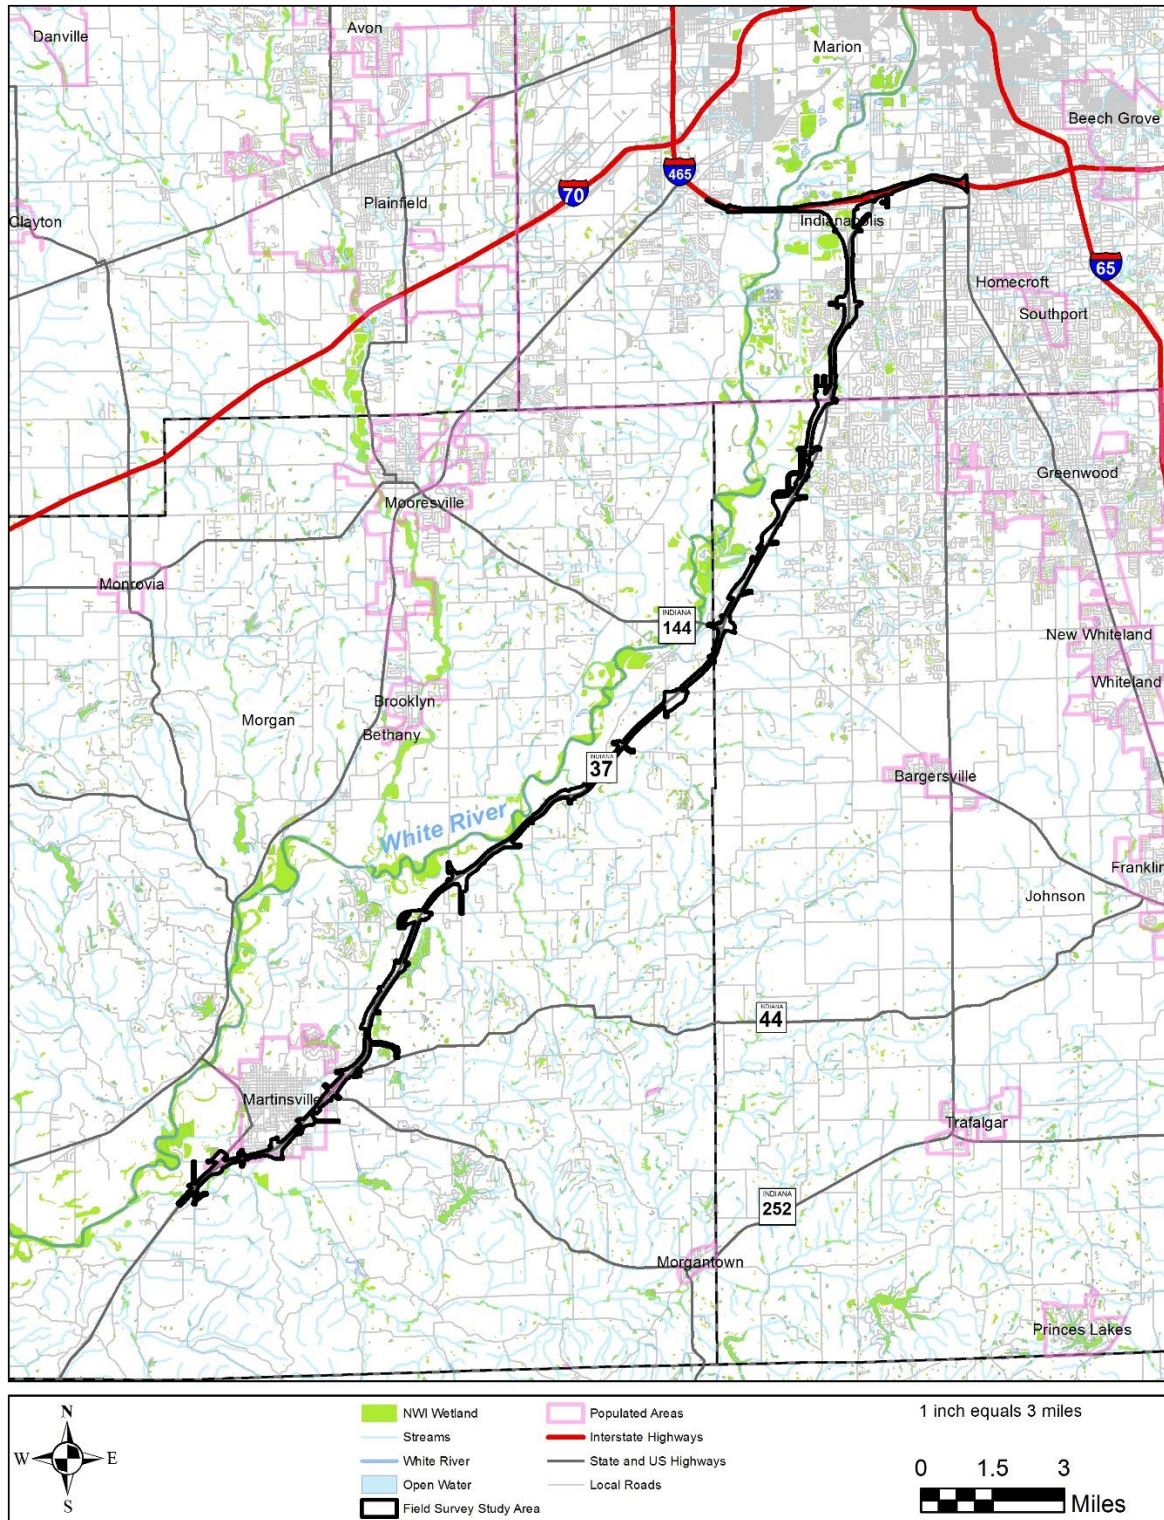 Danville
Avon
Marion
Beech Grove
465
70
Plainfield
Clayton
Indianapolis
65
Homecroft
Southport
Greenwood
Mooresville
Monrovia
INDIANA
144
New Whiteland
Whiteland
Brooklyn
Morgan
Bethany
INDIANA
37
Bargersville
White River
Franklin
Johnson
INDIANA
44
Martinsville
Trafalgar
INDIANA
252
Morgantown
Princes Lakes
N
W E
S
NWI Wetland
Streams
White River
Open Water
Field Survey Study Area
Populated Areas
Interstate Highways
State and US Highways
Local Roads
1 inch equals 3 miles
0 1.5 3
Miles